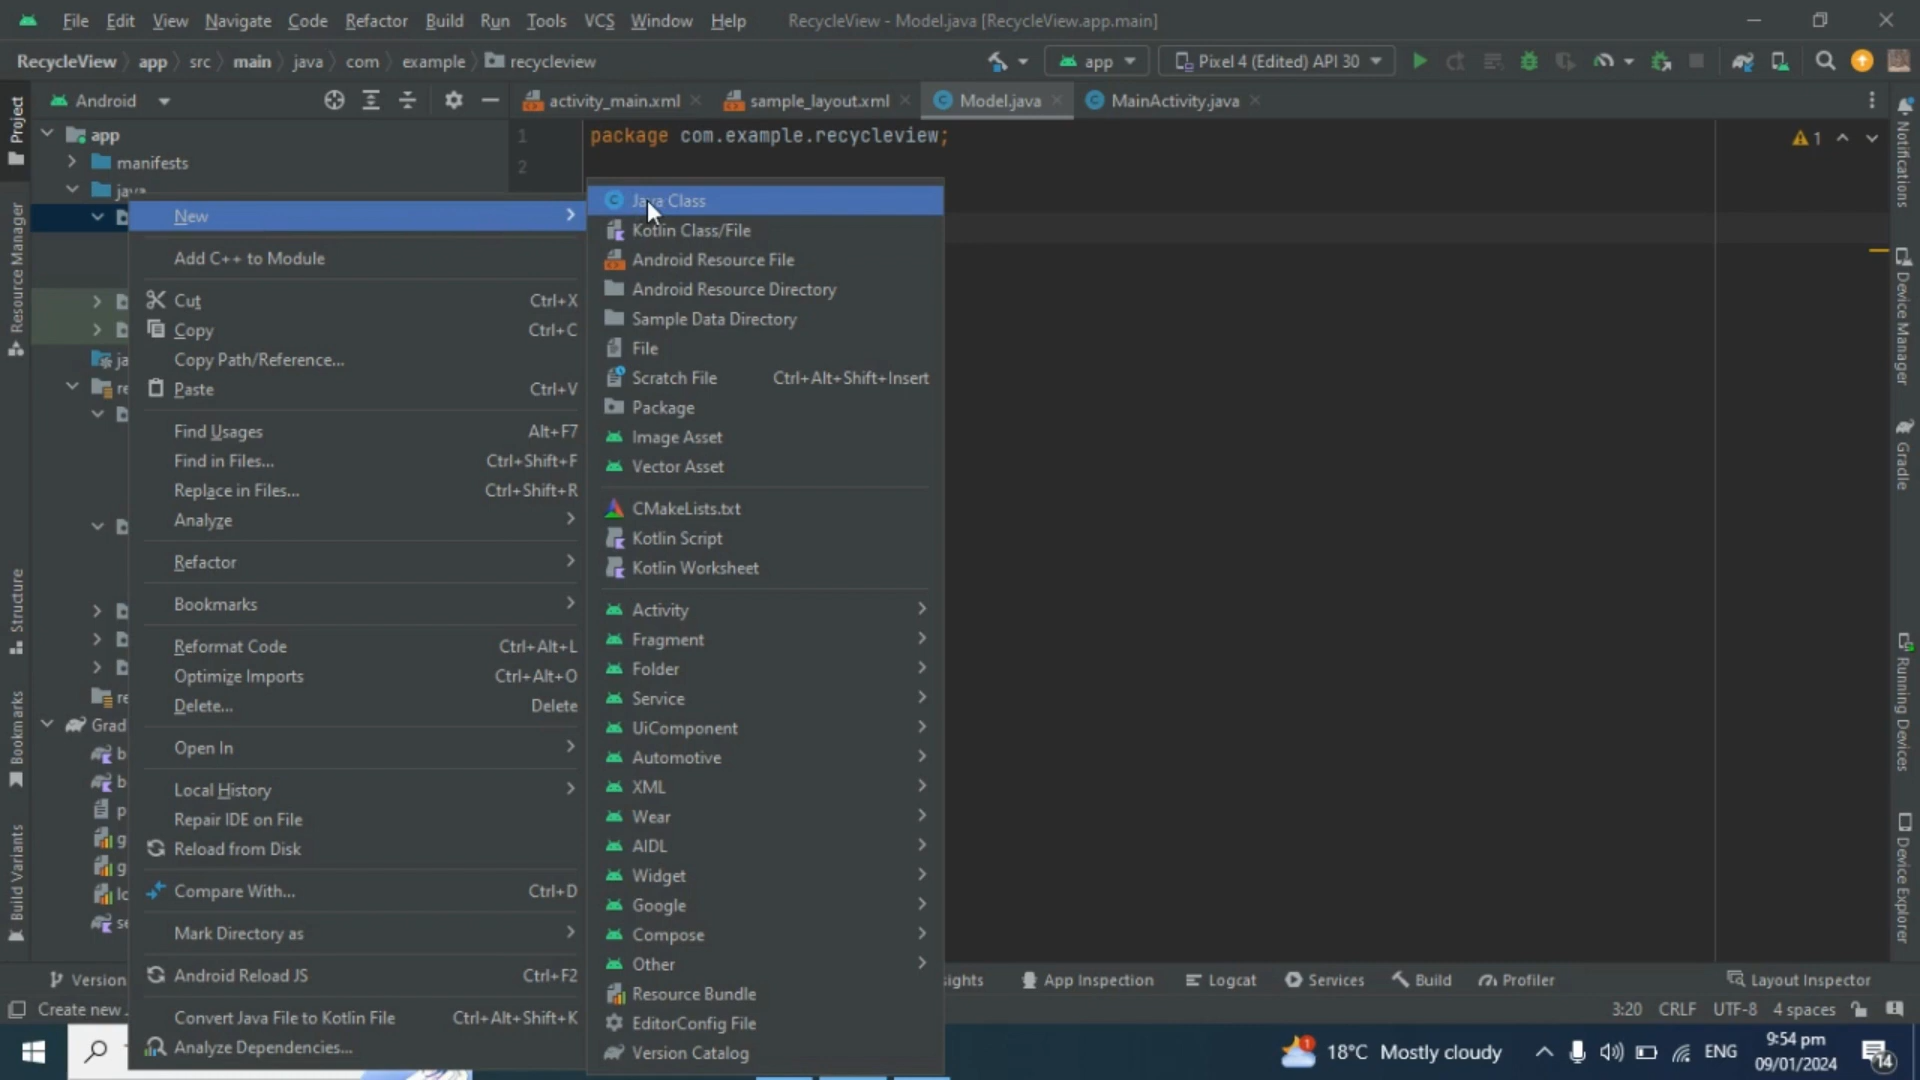 File Edit View Navigate Code Refactor Build Run Tools VCS Window Help RecycleView - Model.java [RecycleView.app.main]
RecycleView app src main java com example recycleview app Pixel 4 (Edited) API 30
Android activity_main.xml sample_layout.xml Model.java MainActivity.java
Project
Resource Manager
Structure
Bookmarks
Build Variants
app
manifests
java
1 package com.example.recycleview;
2
1
New
Add C++ to Module
Cut Ctrl+X
Copy Ctrl+C
Copy Path/Reference...
Paste Ctrl+V
Find Usages Alt+F7
Find in Files... Ctrl+Shift+F
Replace in Files... Ctrl+Shift+R
Analyze
Refactor
Bookmarks
Reformat Code Ctrl+Alt+L
Optimize Imports Ctrl+Alt+O
Delete... Delete
Open In
Local History
Repair IDE on File
Reload from Disk
Compare With... Ctrl+D
Mark Directory as
Android Reload JS Ctrl+F2
Convert Java File to Kotlin File Ctrl+Alt+Shift+K
Analyze Dependencies...
Java Class
Kotlin Class/File
Android Resource File
Android Resource Directory
Sample Data Directory
File
Scratch File Ctrl+Alt+Shift+Insert
Package
Image Asset
Vector Asset
CMakeLists.txt
Kotlin Script
Kotlin Worksheet
Activity
Fragment
Folder
Service
UiComponent
Automotive
XML
Wear
AIDL
Widget
Google
Compose
Other
Resource Bundle
EditorConfig File
Version Catalog
Notifications
Device Manager
Gradle
Running Devices
Device Explorer
Version App Inspection Logcat Services Build Profiler Layout Inspector
Create new 3:20 CRLF UTF-8 4 spaces
1 18°C Mostly cloudy ENG 9:54 pm
09/01/2024 14